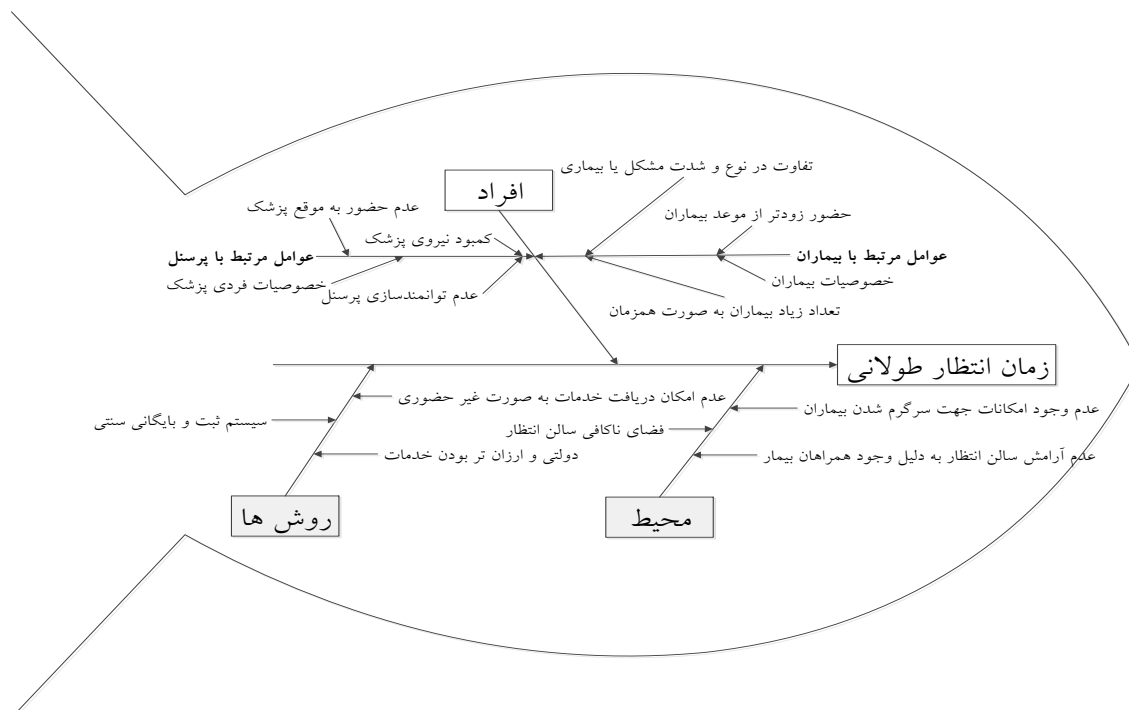 تفاوت در نوع و شدت مشکل یا بیماری
افراد
حضور زودتر از موعد بیماران
عدم حضور به موقع پزشک
کمبود نیروی پزشک
عوامل مرتبط با بیماران
عوامل مرتبط با پرسنل
خصوصیات بیماران
خصوصیات فردی پزشک
عدم توانمندسازی پرسنل
تعداد زیاد بیماران به صورت همزمان
زمان انتظار طولانی
عدم امکان دریافت خدمات به صورت غیر حضوری
عدم وجود امکانات جهت سرگرم شدن بیماران
سیستم ثبت و بایگانی سنتی
فضای ناکافی سالن انتظار
دولتی و ارزان تر بودن خدمات
عدم آرامش سالن انتظار به دلیل وجود همراهان بیمار
محیط
روش ها